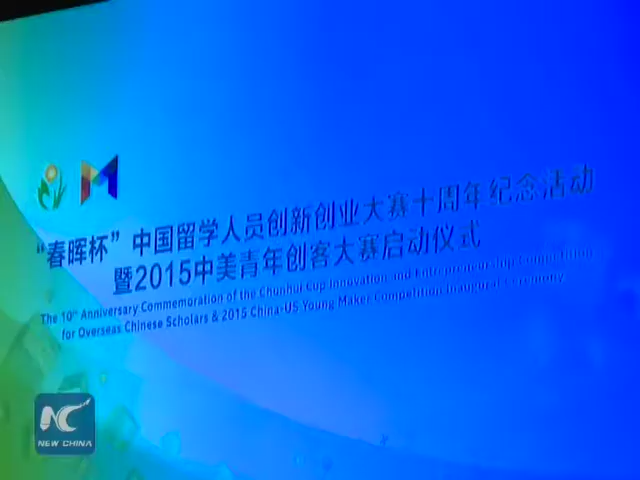 “春晖杯”中国留学人员创新创业大赛十周年纪念活动
暨2015中美青年创客大赛启动仪式
The 10th Anniversary Commemoration of the Chunhui Cup Innovation and Entrepreneurship Competition
for Overseas Chinese Scholars & 2015 China-US Young Maker Competition Inaugural Ceremony
NC
NEW CHINA